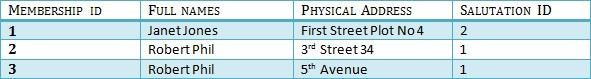 MEMBERSHIP ID FULL NAMES PHYSICAL ADDRESS SALUTATION ID
1 Janet Jones First Street Plot No 4 2
2 Robert Phil 3rd Street 34 1
3 Robert Phil 5th Avenue 1